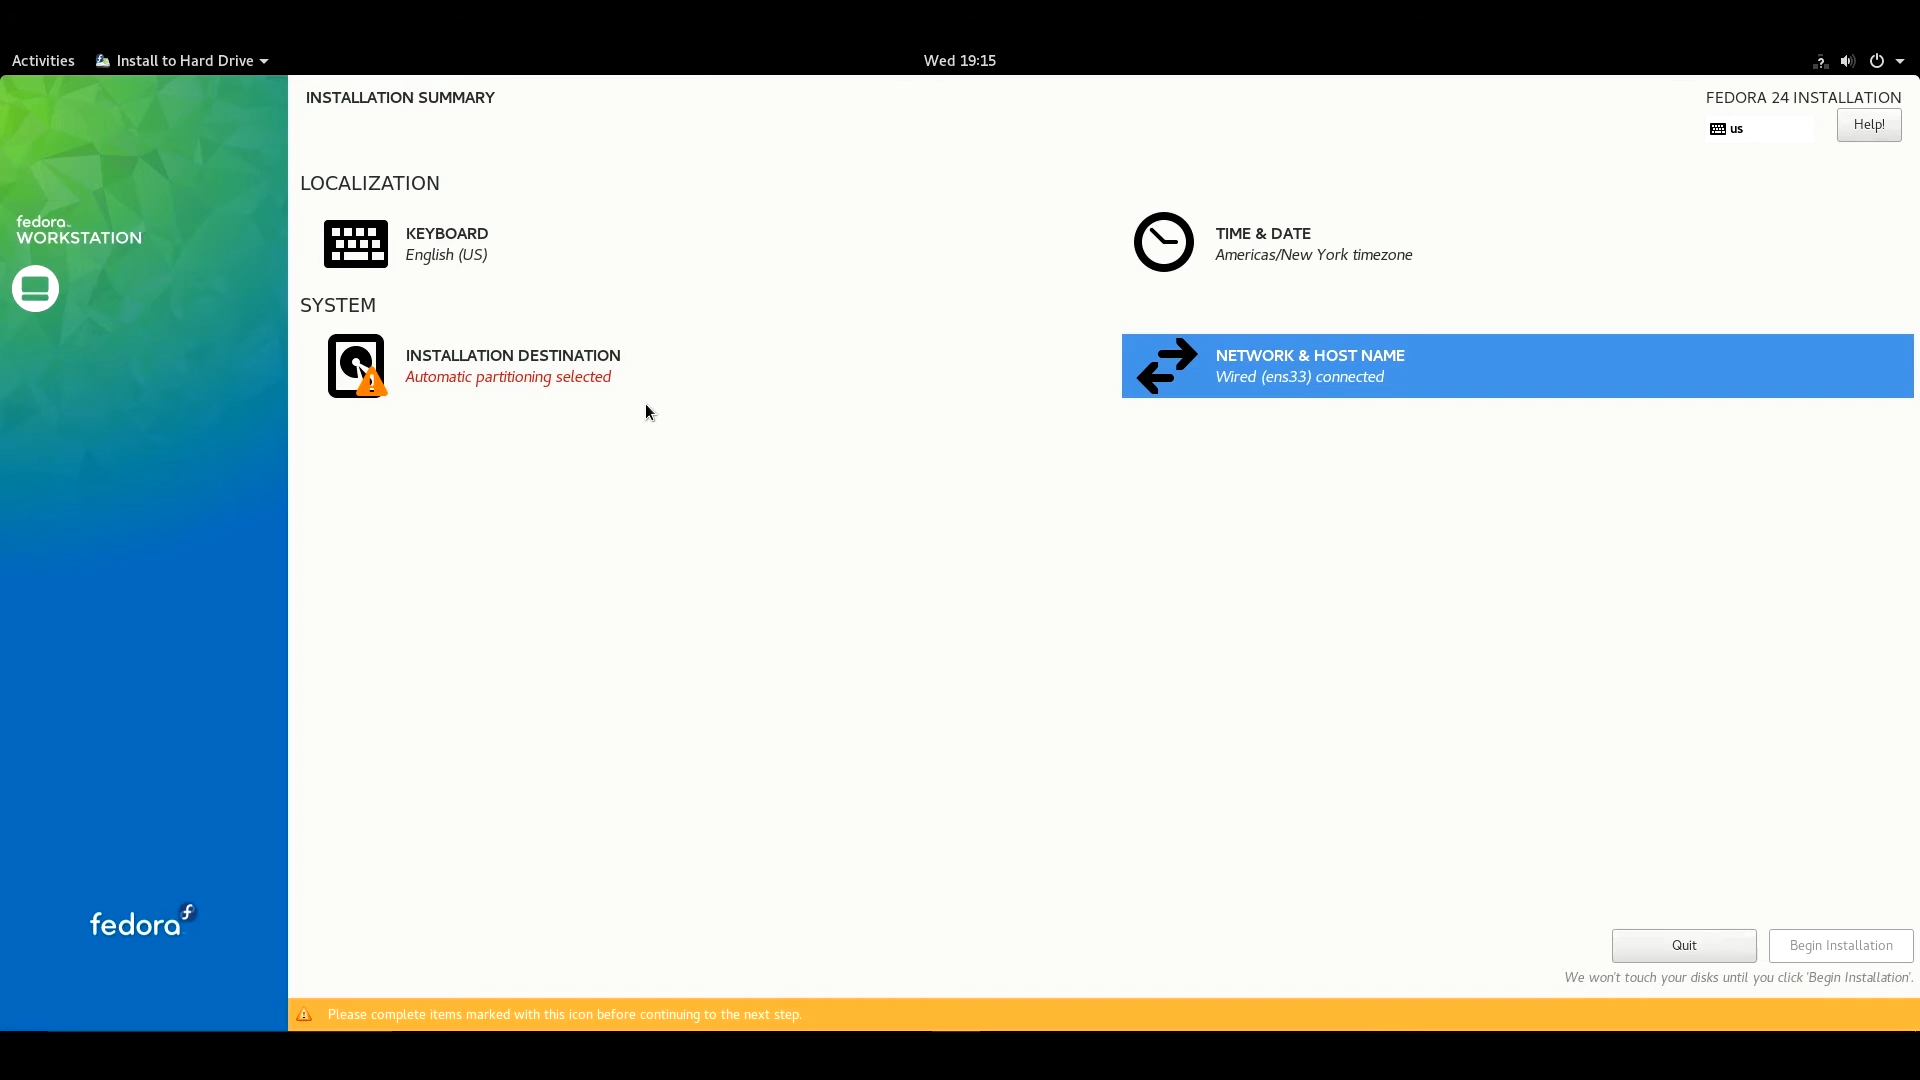 Activities Install to Hard Drive Wed 19:15
INSTALLATION SUMMARY
FEDORA 24 INSTALLATION
us Help!
fedora
WORKSTATION
LOCALIZATION
KEYBOARD
English (US)
TIME & DATE
Americas/New York timezone
SYSTEM
INSTALLATION DESTINATION
Automatic partitioning selected
NETWORK & HOST NAME
Wired (ens33) connected
fedora
Quit Begin Installation
We won't touch your disks until you click 'Begin Installation'.
Please complete items marked with this icon before continuing to the next step.